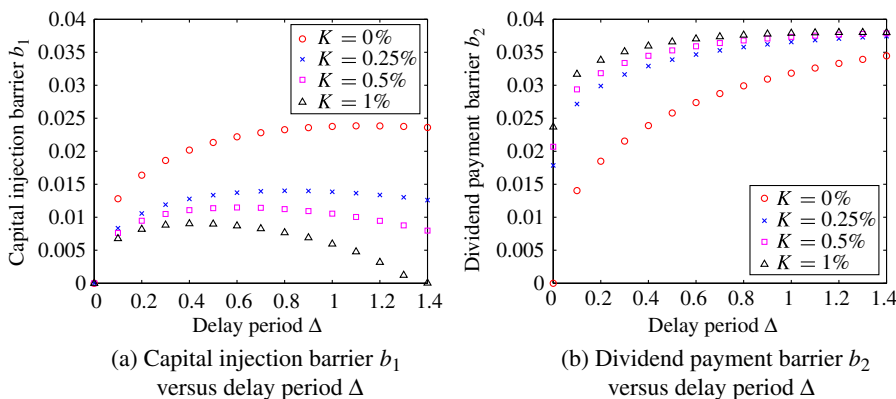 0.04
0.035
0.03
0.025
0.02
0.015
0.01
0.005
0
Capital injection barrier b₁
K = 0%
K = 0.25%
K = 0.5%
K = 1%
0 0.2 0.4 0.6 0.8 1 1.2 1.4
Delay period Δ
(a) Capital injection barrier b₁
versus delay period Δ
0.04
0.035
0.03
0.025
0.02
0.015
0.01
0.005
0
Dividend payment barrier b₂
K = 0%
K = 0.25%
K = 0.5%
K = 1%
0 0.2 0.4 0.6 0.8 1 1.2 1.4
Delay period Δ
(b) Dividend payment barrier b₂
versus delay period Δ